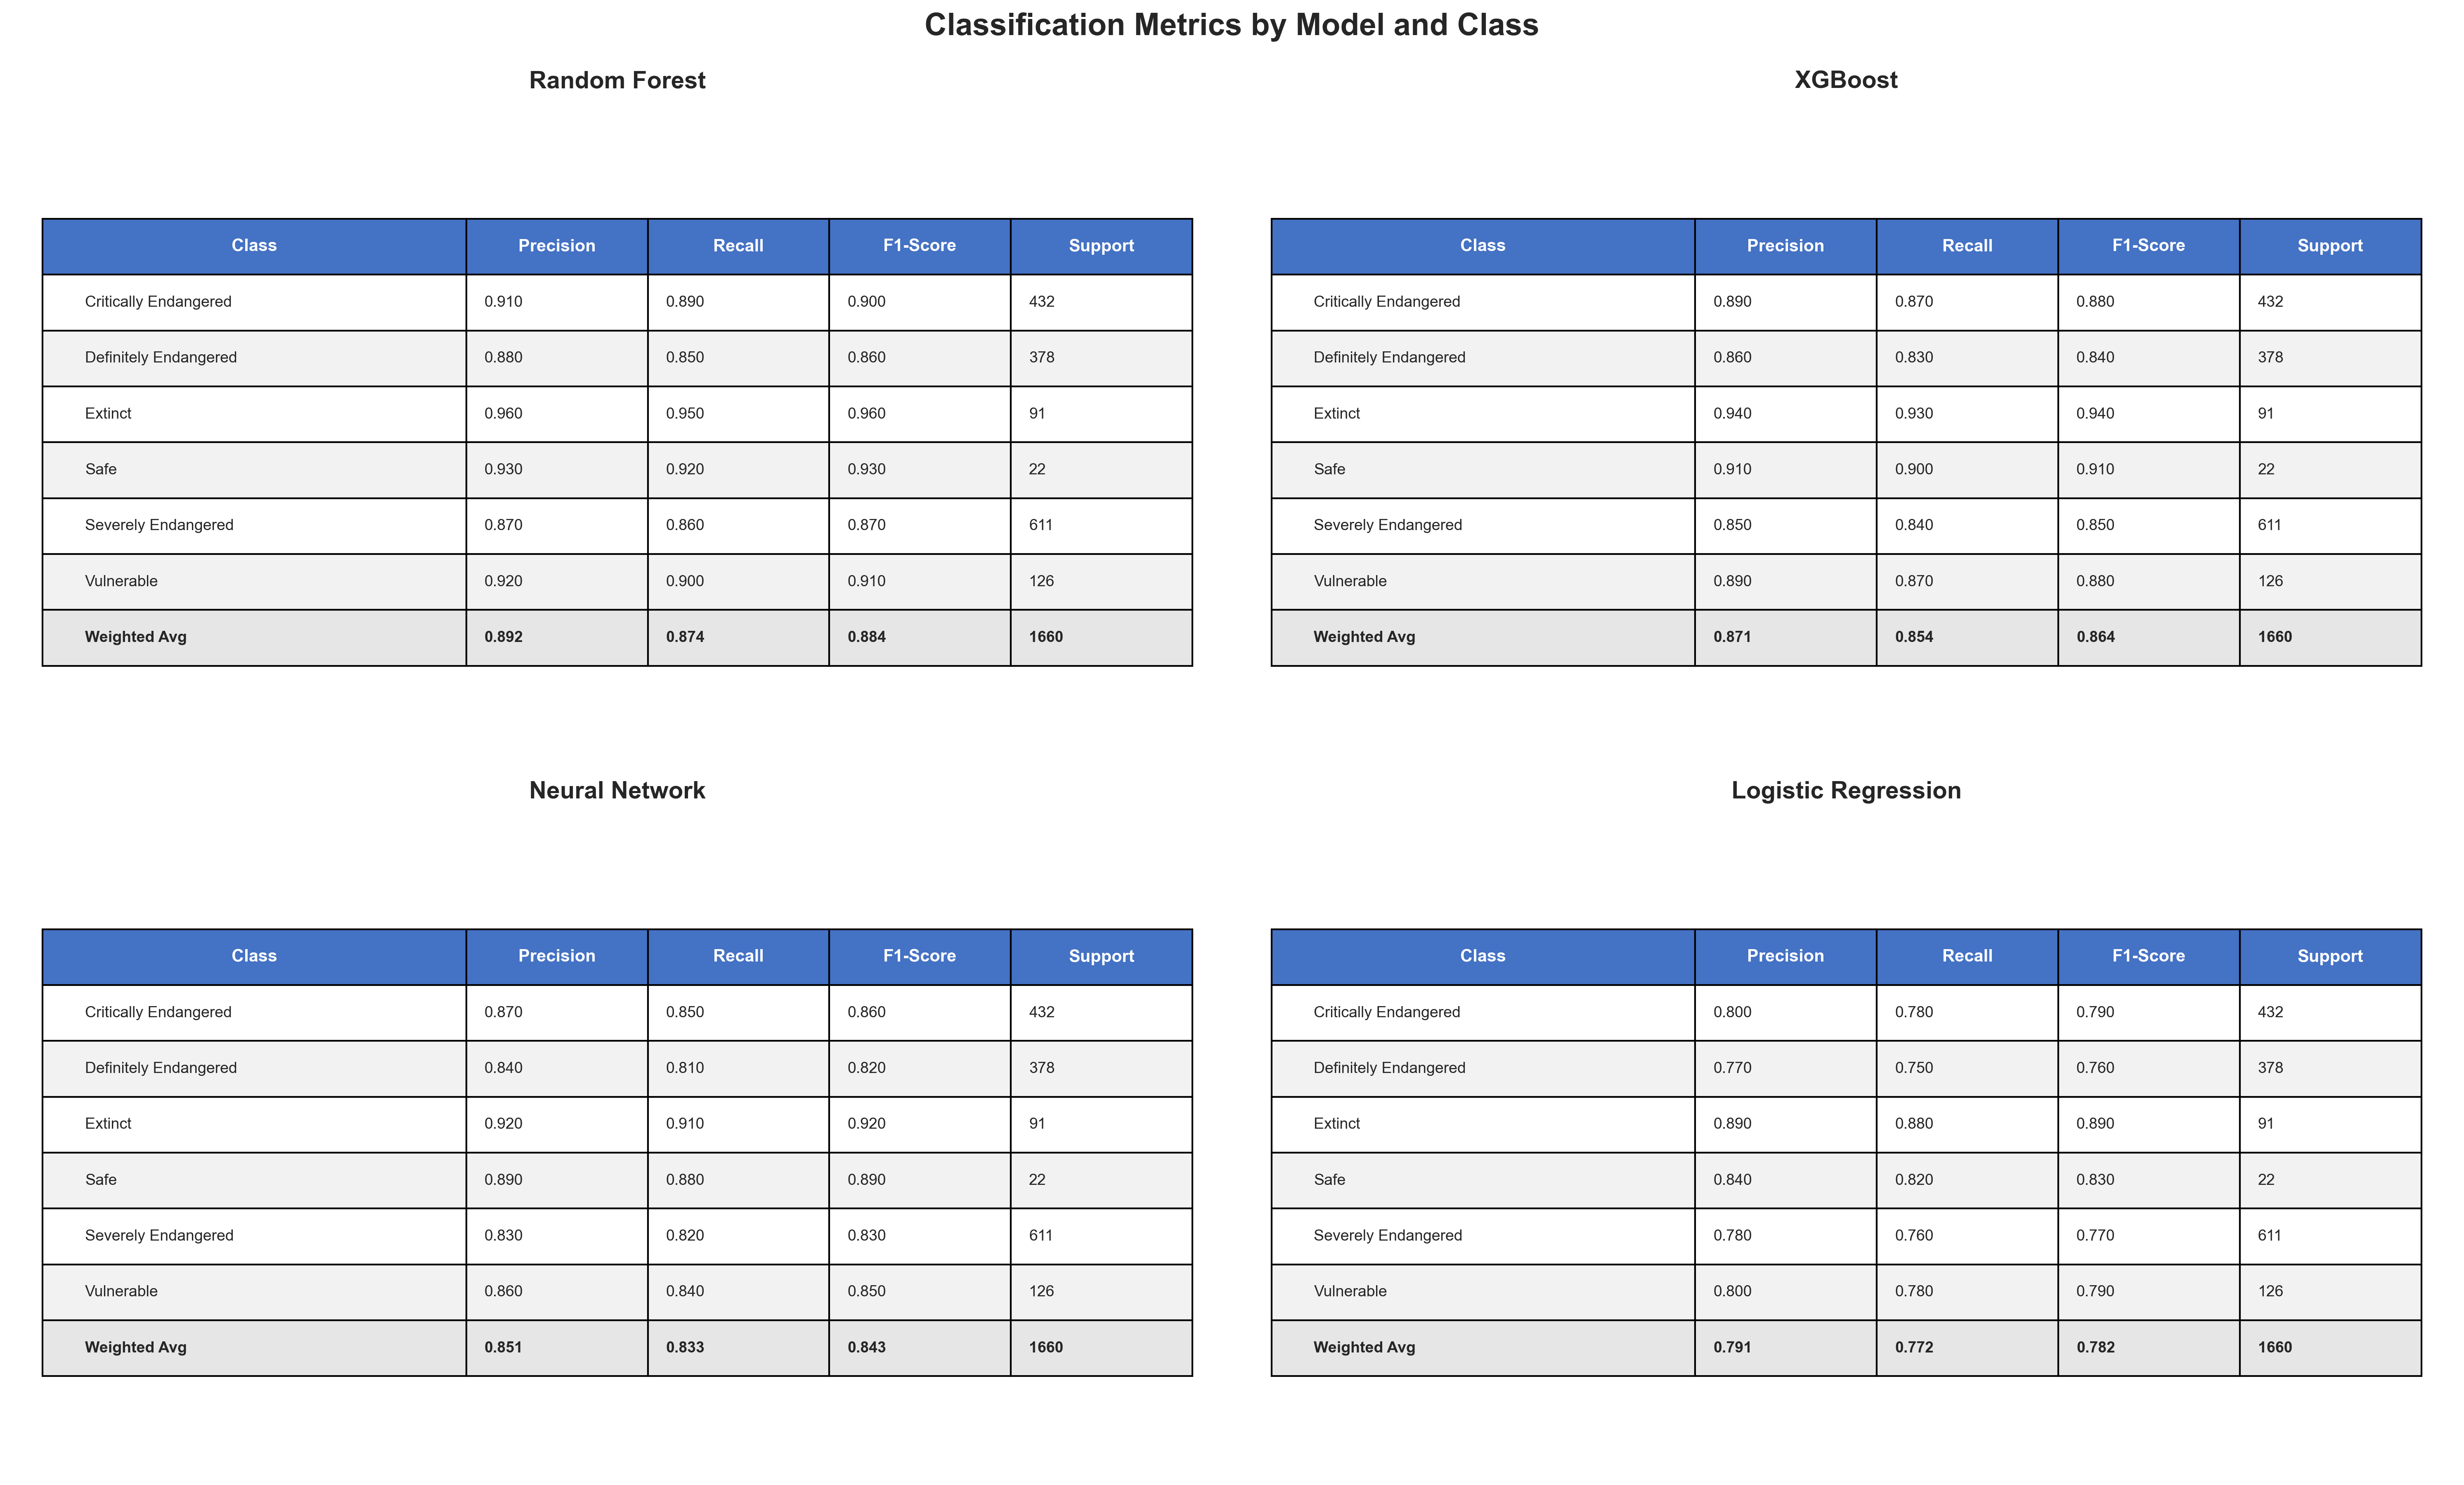 Classification Metrics by Model and Class
Random Forest
Class Precision Recall F1-Score Support
Critically Endangered 0.910 0.890 0.900 432
Definitely Endangered 0.880 0.850 0.860 378
Extinct 0.960 0.950 0.960 91
Safe 0.930 0.920 0.930 22
Severely Endangered 0.870 0.860 0.870 611
Vulnerable 0.920 0.900 0.910 126
Weighted Avg 0.892 0.874 0.884 1660
XGBoost
Class Precision Recall F1-Score Support
Critically Endangered 0.890 0.870 0.880 432
Definitely Endangered 0.860 0.830 0.840 378
Extinct 0.940 0.930 0.940 91
Safe 0.910 0.900 0.910 22
Severely Endangered 0.850 0.840 0.850 611
Vulnerable 0.890 0.870 0.880 126
Weighted Avg 0.871 0.854 0.864 1660
Neural Network
Class Precision Recall F1-Score Support
Critically Endangered 0.870 0.850 0.860 432
Definitely Endangered 0.840 0.810 0.820 378
Extinct 0.920 0.910 0.920 91
Safe 0.890 0.880 0.890 22
Severely Endangered 0.830 0.820 0.830 611
Vulnerable 0.860 0.840 0.850 126
Weighted Avg 0.851 0.833 0.843 1660
Logistic Regression
Class Precision Recall F1-Score Support
Critically Endangered 0.800 0.780 0.790 432
Definitely Endangered 0.770 0.750 0.760 378
Extinct 0.890 0.880 0.890 91
Safe 0.840 0.820 0.830 22
Severely Endangered 0.780 0.760 0.770 611
Vulnerable 0.800 0.780 0.790 126
Weighted Avg 0.791 0.772 0.782 1660